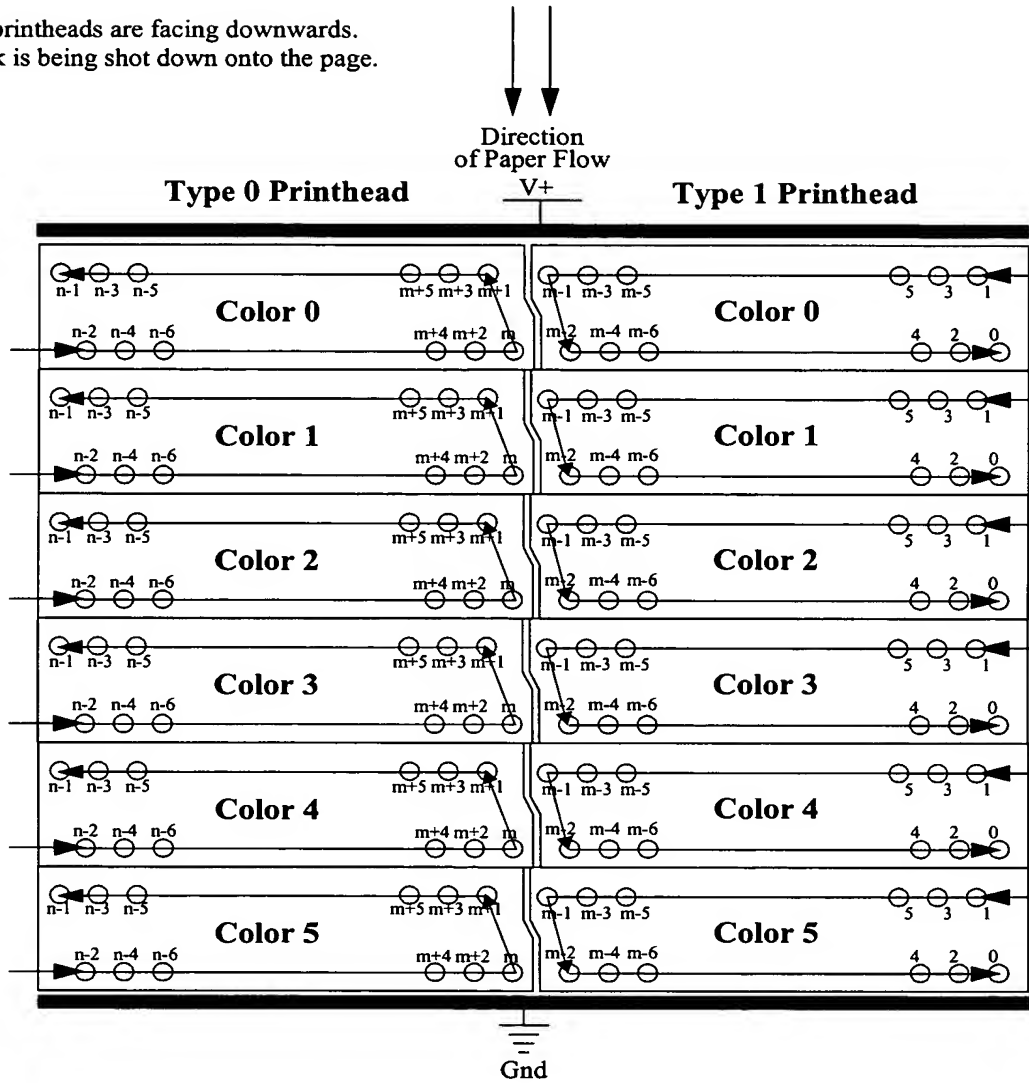 printheads are facing downwards.
is being shot down onto the page.
Direction
of Paper Flow
V+
Type 0 Printhead Type 1 Printhead
n-1 n-3 n-5 m+5 m+3 m+1 m-1 m-3 m-5 5 3 1
Color 0 Color 0
n-2 n-4 n-6 m+4 m+2 m m-2 m-4 m-6 4 2 0
n-1 n-3 n-5 m+5 m+3 m+1 m-1 m-3 m-5 5 3 1
Color 1 Color 1
n-2 n-4 n-6 m+4 m+2 m m-2 m-4 m-6 4 2 0
n-1 n-3 n-5 m+5 m+3 m+1 m-1 m-3 m-5 5 3 1
Color 2 Color 2
n-2 n-4 n-6 m+4 m+2 m m-2 m-4 m-6 4 2 0
n-1 n-3 n-5 m+5 m+3 m+1 m-1 m-3 m-5 5 3 1
Color 3 Color 3
n-2 n-4 n-6 m+4 m+2 m m-2 m-4 m-6 4 2 0
n-1 n-3 n-5 m+5 m+3 m+1 m-1 m-3 m-5 5 3 1
Color 4 Color 4
n-2 n-4 n-6 m+4 m+2 m m-2 m-4 m-6 4 2 0
n-1 n-3 n-5 m+5 m+3 m+1 m-1 m-3 m-5 5 3 1
Color 5 Color 5
n-2 n-4 n-6 m+4 m+2 m m-2 m-4 m-6 4 2 0
Gnd